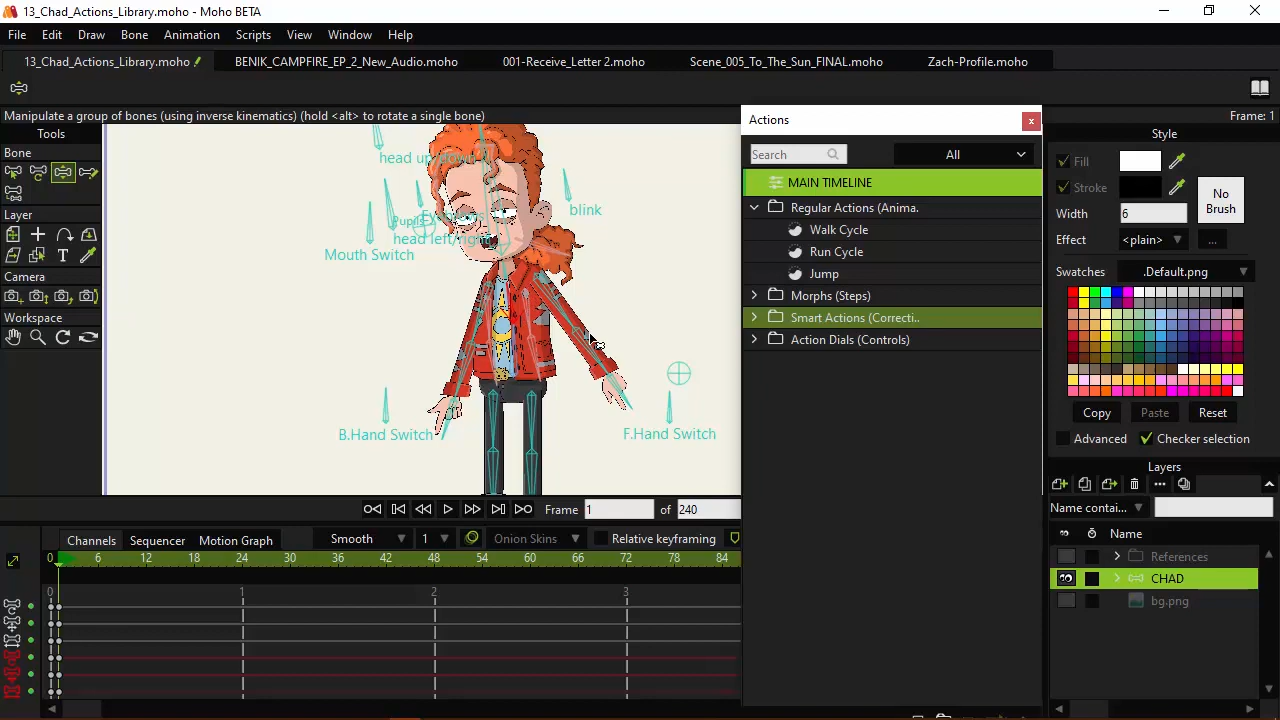 13_Chad_Actions_Library.moho - Moho BETA
File Edit Draw Bone Animation Scripts View Window Help
13_Chad_Actions_Library.moho BENIK_CAMPFIRE_EP_2_New_Audio.moho 001-Receive_Letter 2.moho Scene_005_To_The_Sun_FINAL.moho Zach-Profile.moho
Manipulate a group of bones (using inverse kinematics) (hold <alt> to rotate a single bone) Frame: 1
Tools
Bone
Layer
Camera
Workspace
head up/down
blink
Eyebrows
Pupils
head left/right
Mouth Switch
B.Hand Switch
F.Hand Switch
Actions
Search All
MAIN TIMELINE
Regular Actions (Anima.
Walk Cycle
Run Cycle
Jump
Morphs (Steps)
Smart Actions (Correcti..
Action Dials (Controls)
Style
Fill
Stroke
No Brush
Width 6
Effect <plain> ...
Swatches .Default.png
Copy Paste Reset
Advanced Checker selection
Layers
Name contai...
Name
References
CHAD
bg.png
Frame 1 of 240
Channels Sequencer Motion Graph Smooth 1 Onion Skins Relative keyframing
0 6 12 18 24 30 36 42 48 54 60 66 72 78 84
0 1 2 3